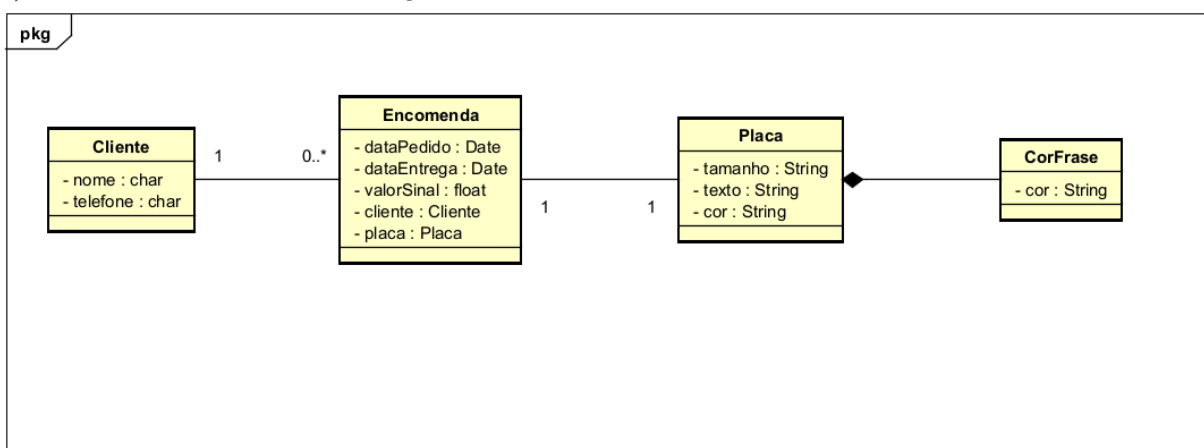 pkg
Cliente
- nome : char
- telefone : char
1
0..*
Encomenda
- dataPedido : Date
- dataEntrega : Date
- valorSinal : float
- cliente : Cliente
- placa : Placa
1
1
Placa
- tamanho : String
- texto : String
- cor : String
CorFrase
- cor : String